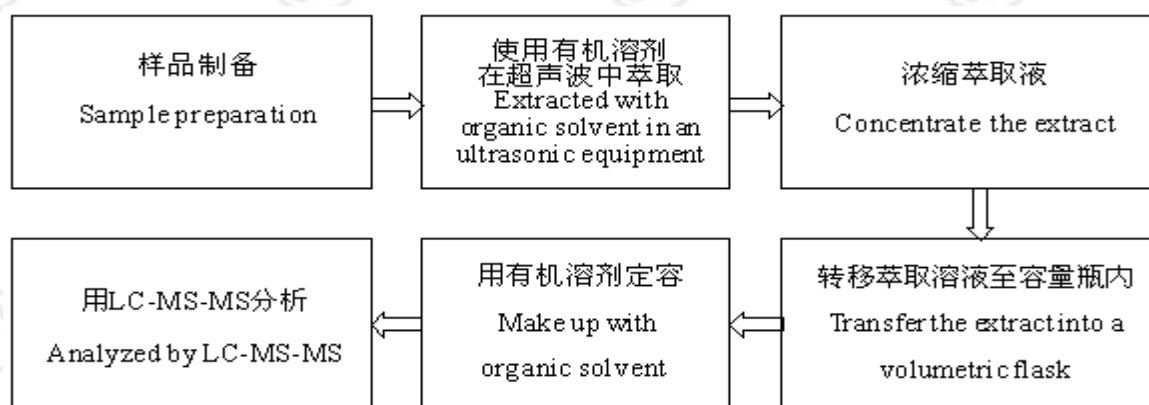 样品制备
Sample preparation
使用有机溶剂
在超声波中萃取
Extracted with
organic solvent in an
ultrasonic equipment
浓缩萃取液
Concentrate the extract
转移萃取溶液至容量瓶内
Transfer the extract into a
volumetric flask
用有机溶剂定容
Make up with
organic solvent
用LC-MS-MS分析
Analyzed by LC-MS-MS